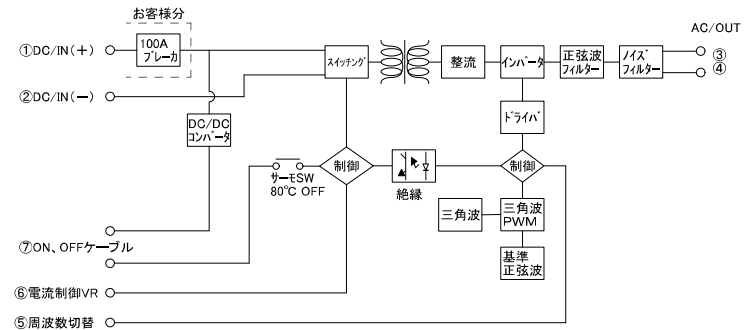 お客様分
AC/OUT
①DC/IN(+)
100A
ブレーカ
スイッチング
整流
インバータ
正弦波
フィルター
ノイズ
フィルター
③
④
②DC/IN(−)
DC/DC
コンバータ
ドライバ
サーモSW
80℃ OFF
制御
絶縁
制御
三角波
三角波
PWM
⑦ON、OFFケーブル
基準
正弦波
⑥電流制御VR
⑤周波数切替